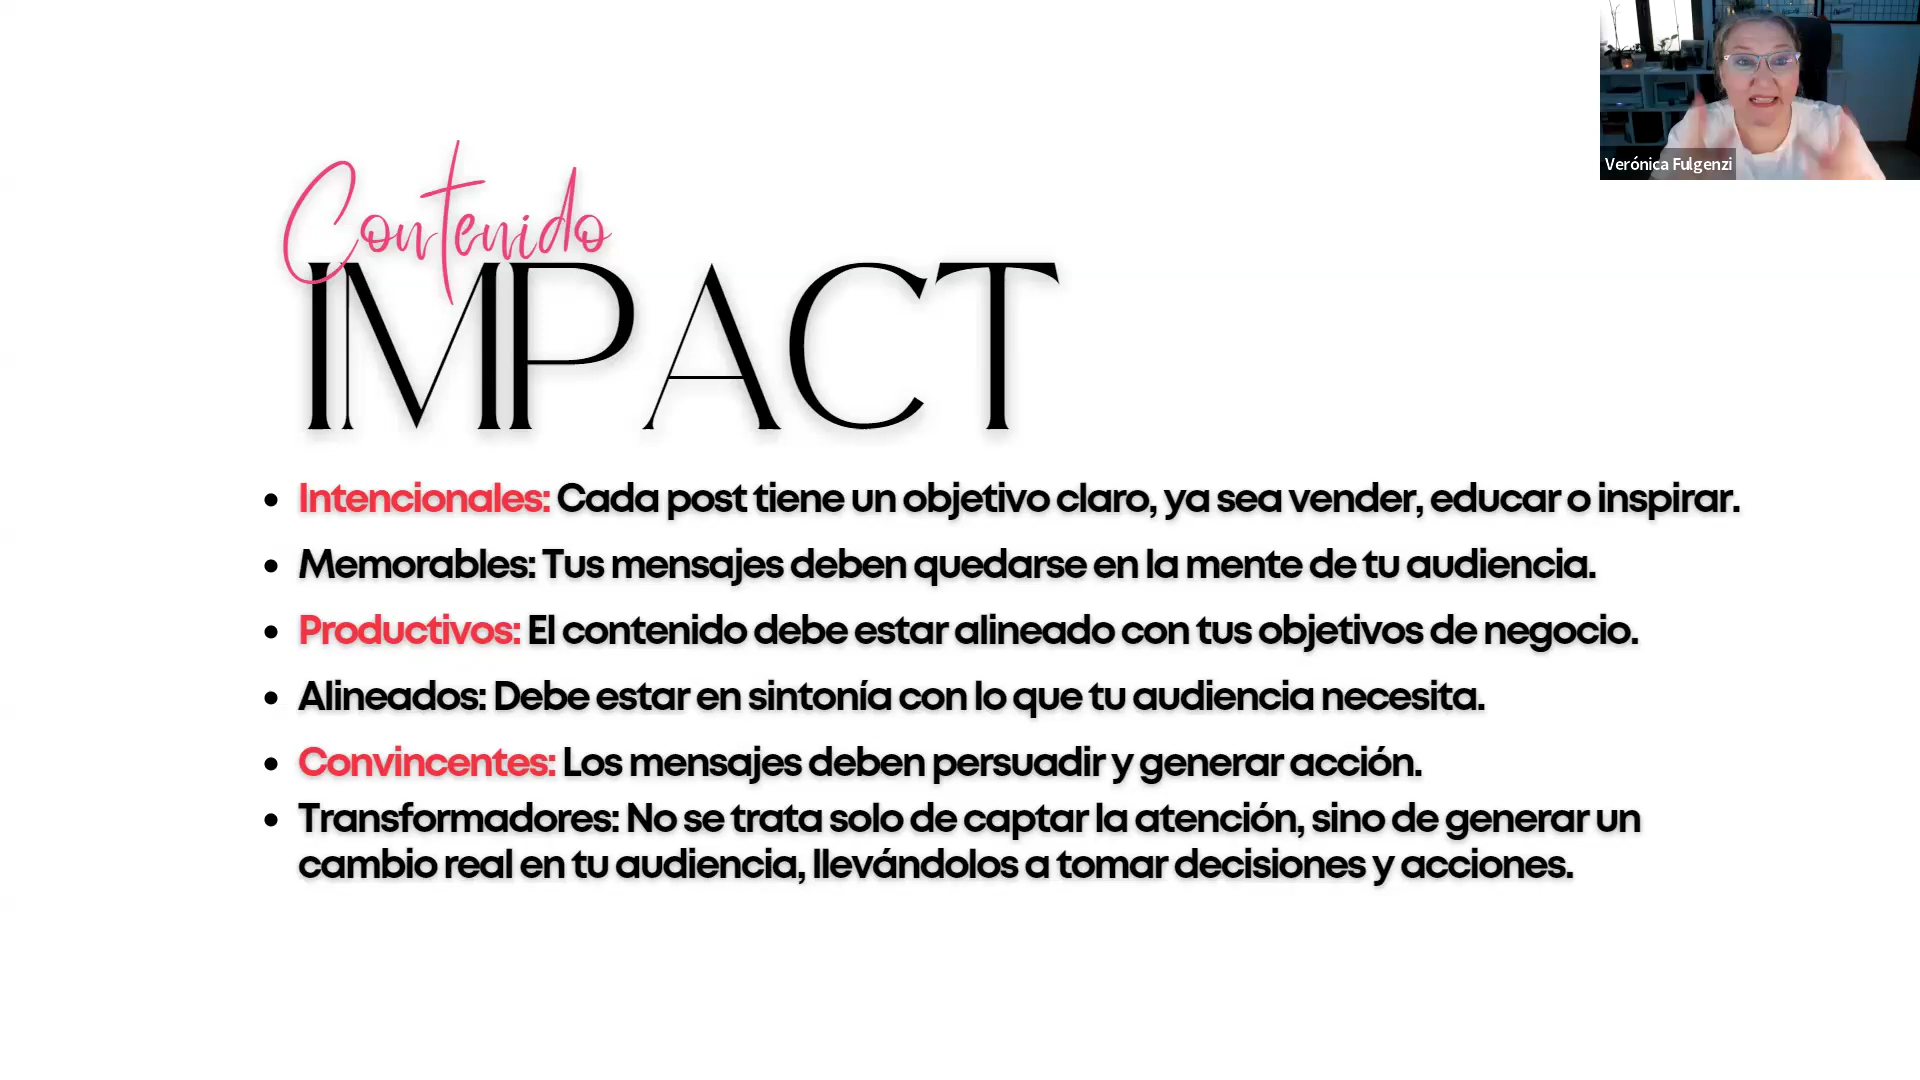 Verónica Fulgenzi
Contenido
IMPACT
• Intencionales: Cada post tiene un objetivo claro, ya sea vender, educar o inspirar.
• Memorables: Tus mensajes deben quedarse en la mente de tu audiencia.
• Productivos: El contenido debe estar alineado con tus objetivos de negocio.
• Alineados: Debe estar en sintonía con lo que tu audiencia necesita.
• Convincentes: Los mensajes deben persuadir y generar acción.
• Transformadores: No se trata solo de captar la atención, sino de generar un
cambio real en tu audiencia, llevándolos a tomar decisiones y acciones.